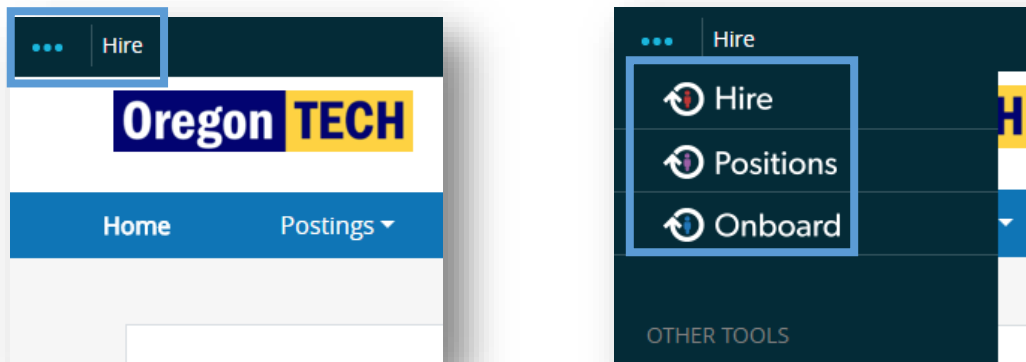 ••• Hire
Oregon TECH
Home Postings
••• Hire
Hire
Positions
Onboard
H
OTHER TOOLS